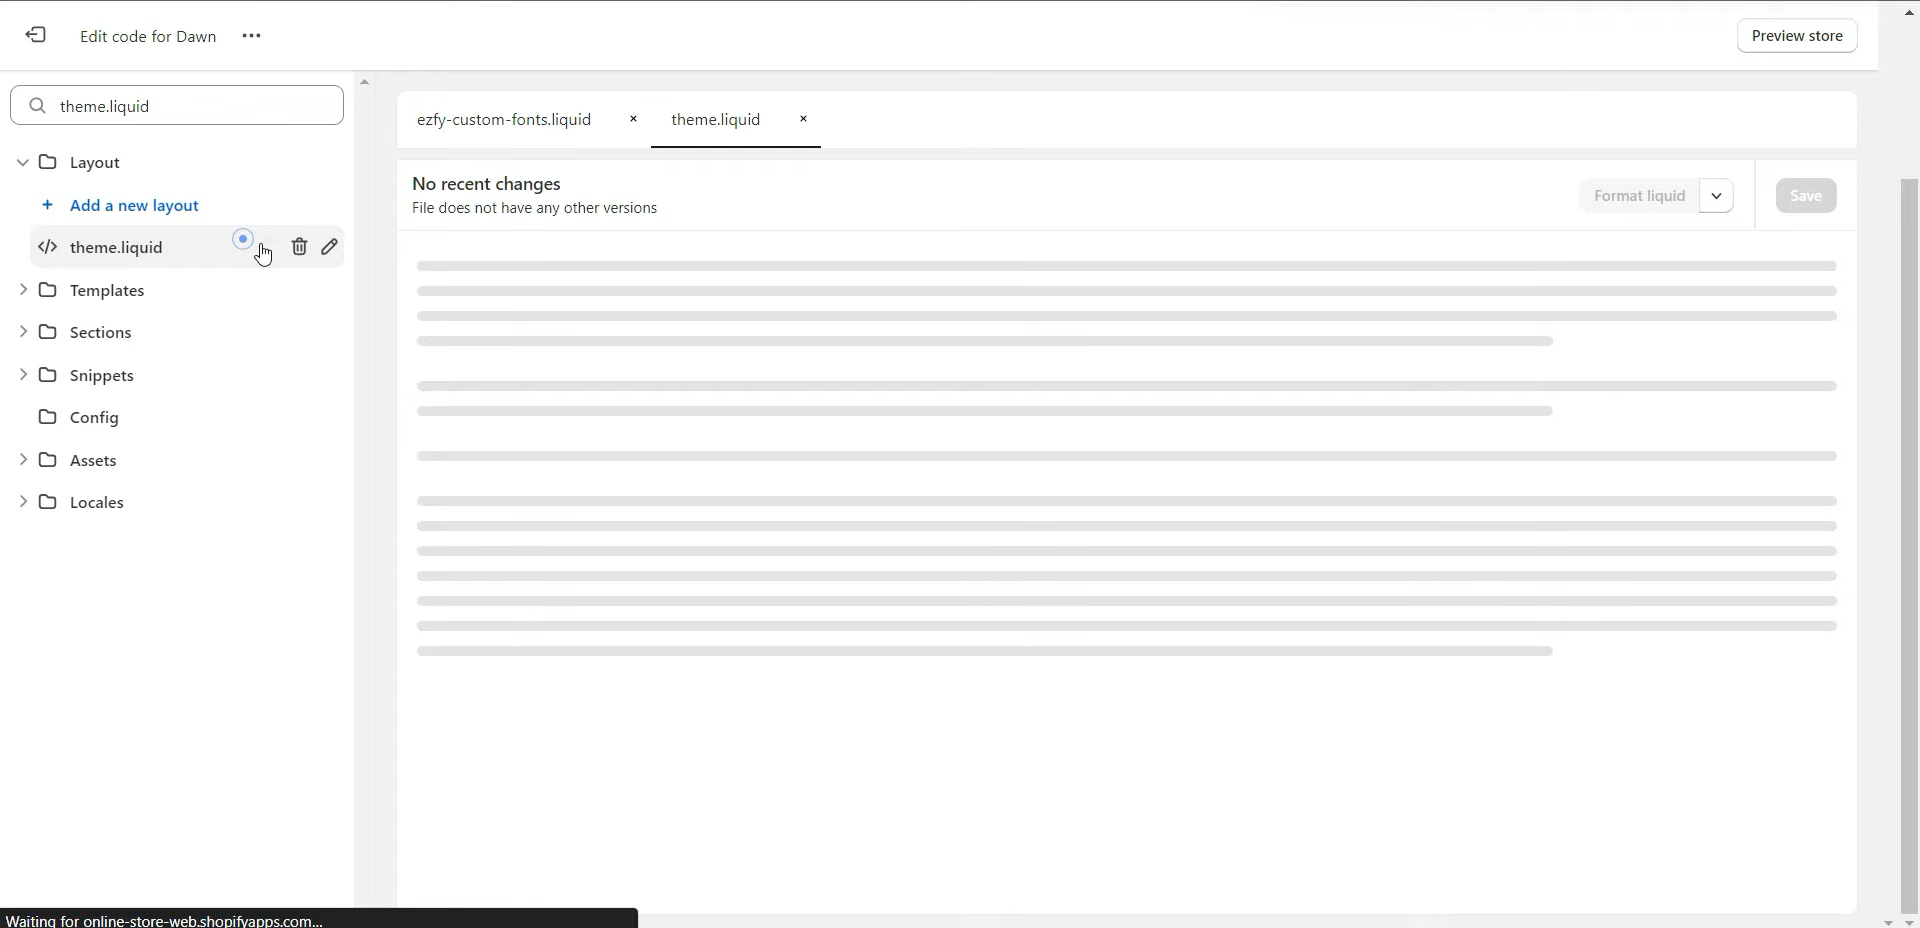 Edit code for Dawn
Preview store
theme.liquid
Layout
Add a new layout
theme.liquid
Templates
Sections
Snippets
Config
Assets
Locales
ezfy-custom-fonts.liquid
theme.liquid
No recent changes
File does not have any other versions
Format liquid
Save
Waiting for online-store-web.shopifyapps.com...